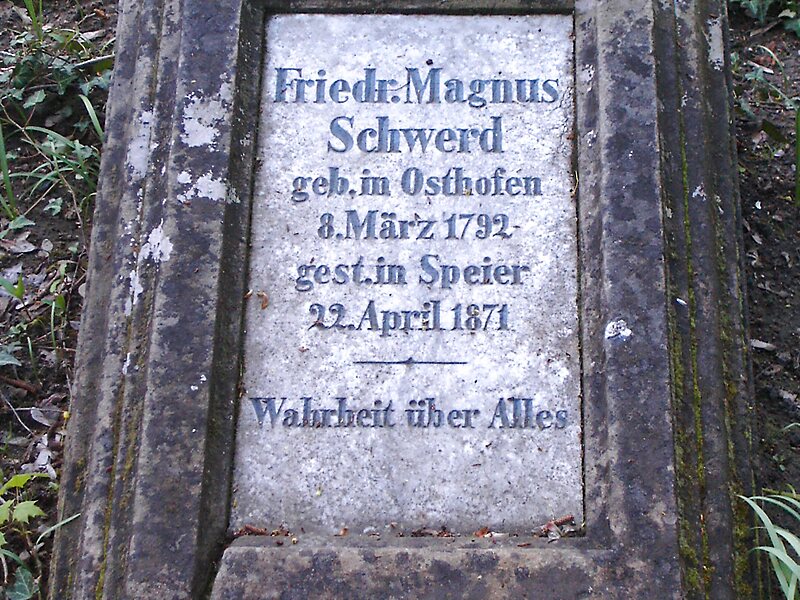 Friedr. Magnus
Schwerd
geb. in Osthofen
8. März 1792
gest. in Speier
22. April 1871
Wahrheit über Alles